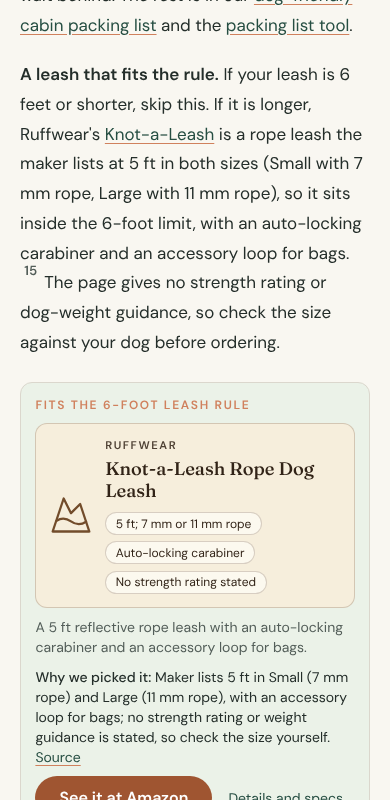 cabin packing list and the packing list tool.
A leash that fits the rule. If your leash is 6
feet or shorter, skip this. If it is longer,
Ruffwear's Knot-a-Leash is a rope leash the
maker lists at 5 ft in both sizes (Small with 7
mm rope, Large with 11 mm rope), so it sits
inside the 6-foot limit, with an auto-locking
carabiner and an accessory loop for bags.
15 The page gives no strength rating or
dog-weight guidance, so check the size
against your dog before ordering.
FITS THE 6-FOOT LEASH RULE
RUFFWEAR
Knot-a-Leash Rope Dog
Leash
5 ft; 7 mm or 11 mm rope
Auto-locking carabiner
No strength rating stated
A 5 ft reflective rope leash with an auto-locking
carabiner and an accessory loop for bags.
Why we picked it: Maker lists 5 ft in Small (7 mm
rope) and Large (11 mm rope), with an accessory
loop for bags; no strength rating or weight
guidance is stated, so check the size yourself.
Source
See it at Amazon Details and specs